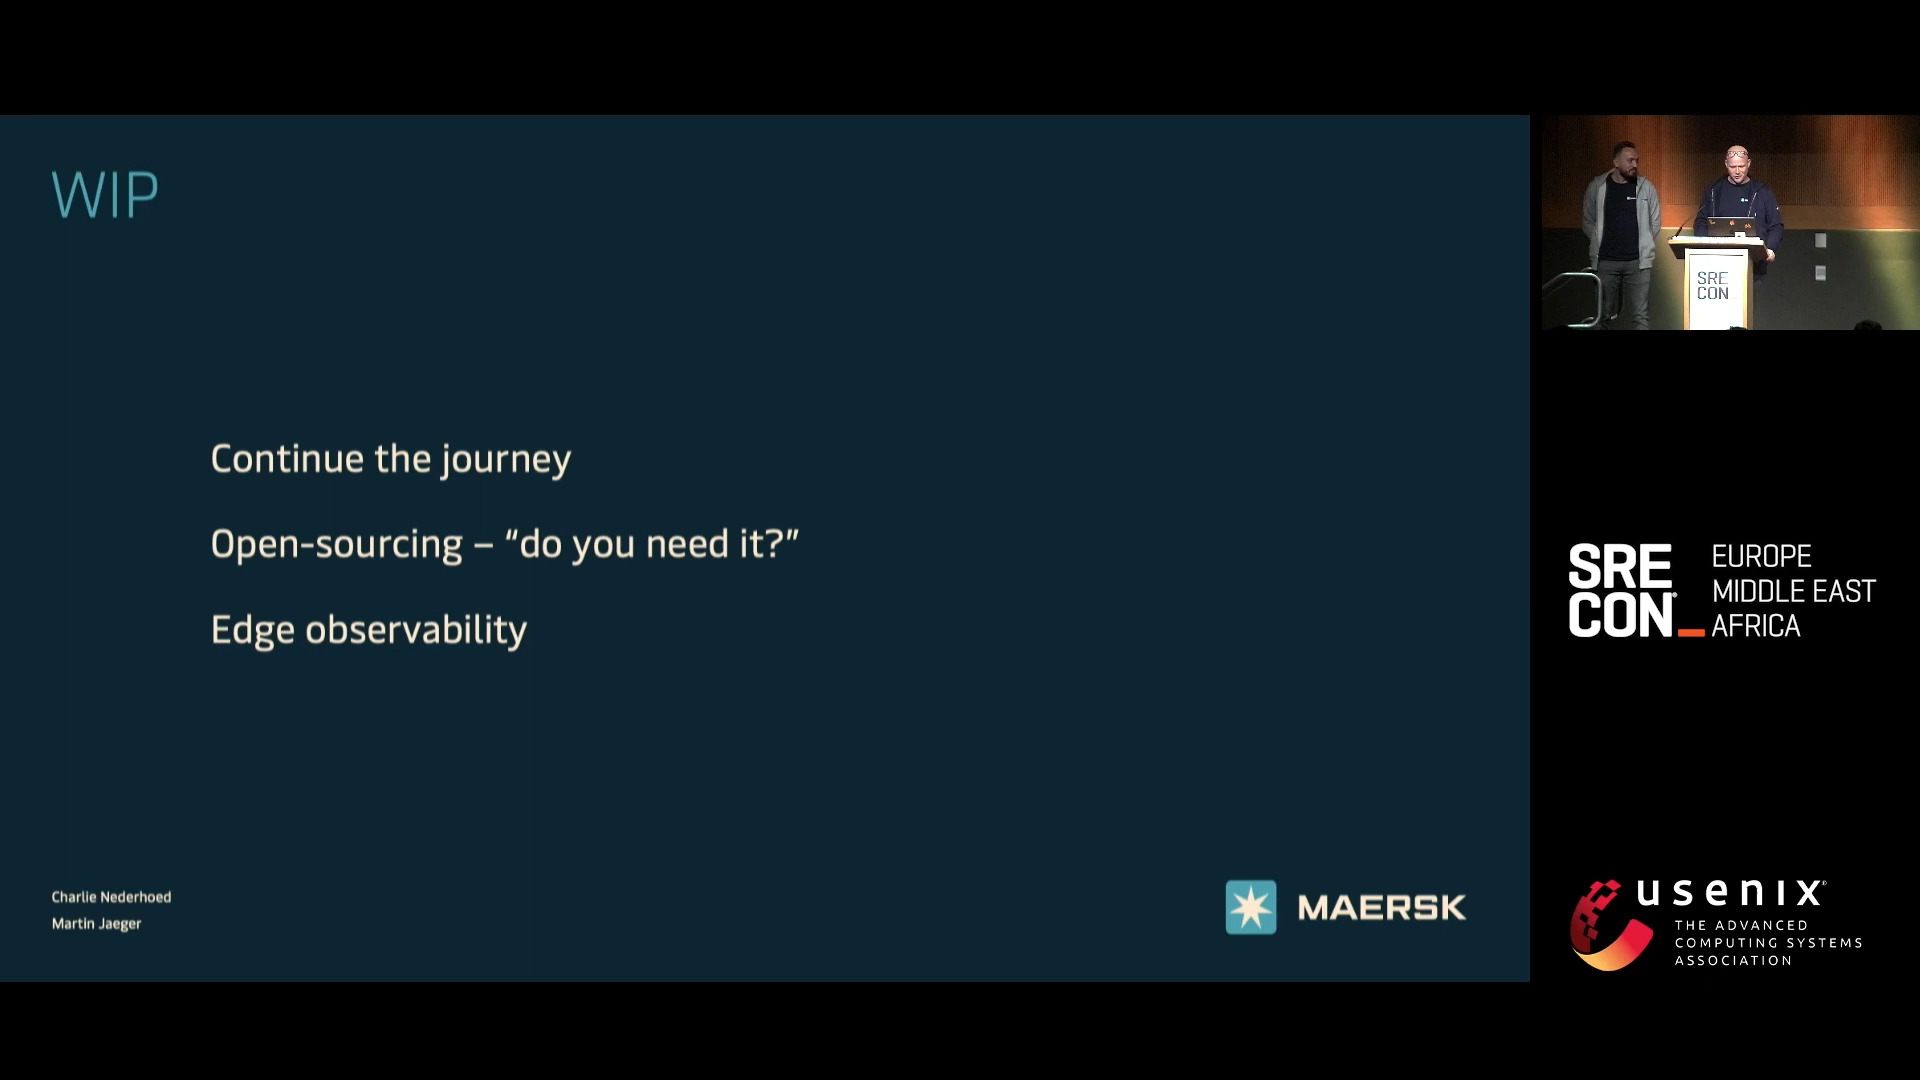 WIP
Continue the journey
Open-sourcing – “do you need it?”
Edge observability
Charlie Nederhoed
Martin Jaeger
MAERSK
SRE
CON
SRE
CON®_
EUROPE
MIDDLE EAST
AFRICA
usenix®
THE ADVANCED
COMPUTING SYSTEMS
ASSOCIATION